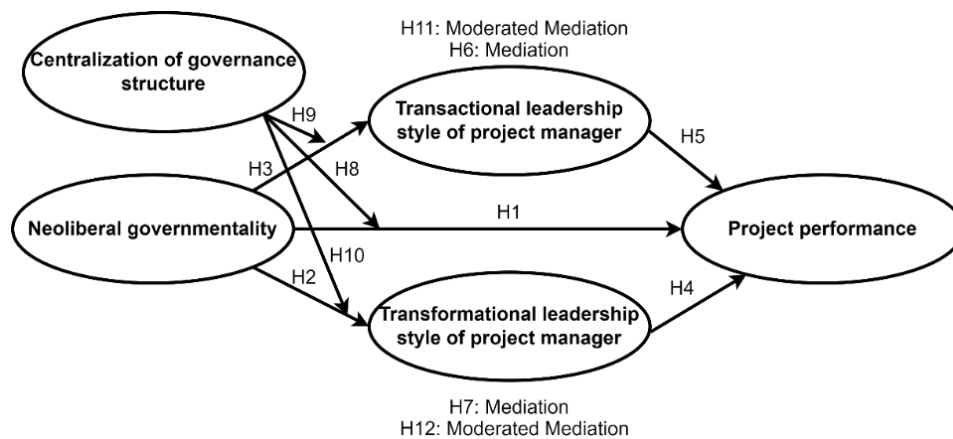 H11: Moderated Mediation
H6: Mediation
Centralization of governance
structure
Transactional leadership
style of project manager
H9
H3
H8
H5
Neoliberal governmentality
H1
Project performance
H10
H2
Transformational leadership
style of project manager
H4
H7: Mediation
H12: Moderated Mediation